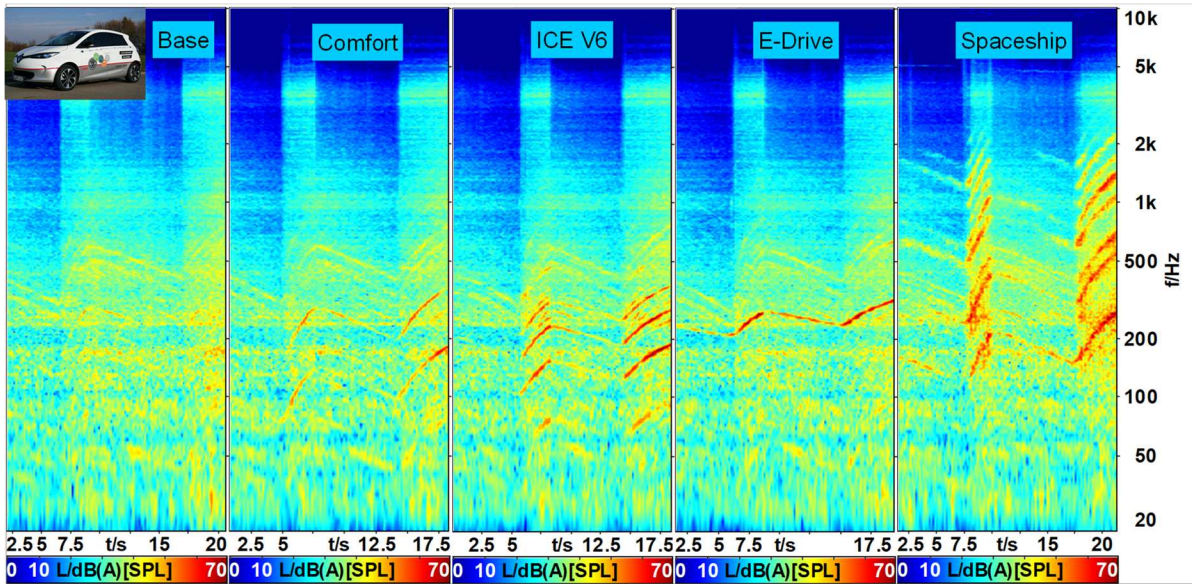 Base
Comfort
ICE V6
E-Drive
Spaceship
10k
5k
2k
1k
500
200
100
50
20
f/Hz
2.5 5 7.5 t/s 15 20
2.5 5 t/s 12.5 17.5
2.5 5 t/s 12.5 17.5
2.5 5 7.5 t/s 17.5
2.5 7.5 t/s 15 20
0 10 L/dB(A)[SPL] 70
0 10 L/dB(A)[SPL] 70
0 10 L/dB(A)[SPL] 70
0 10 L/dB(A)[SPL] 70
0 10 L/dB(A)[SPL] 70